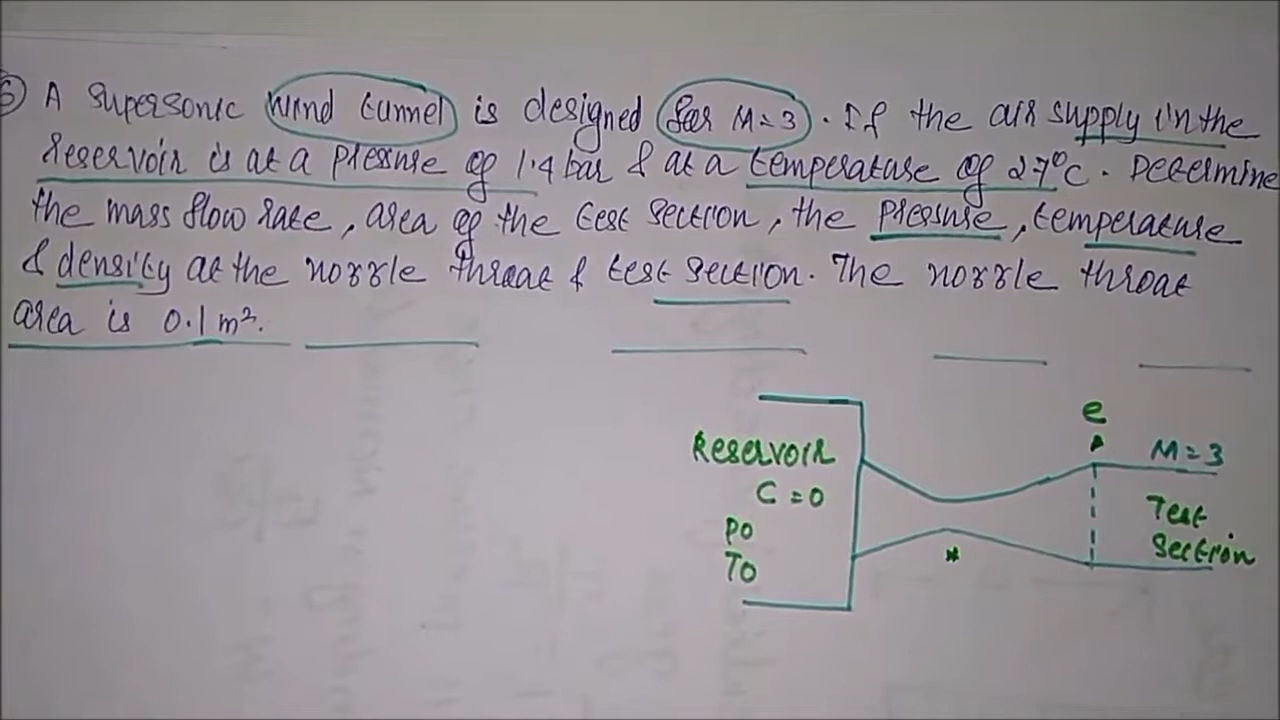 6) A supersonic wind tunnel is designed for M=3. If the air supply in the
reservoir is at a pressure of 1.4 bar & at a temperature of 27°C. Determine
the mass flow rate, area of the test section, the pressure, temperature
& density at the nozzle throat & test section. The nozzle throat
area is 0.1 m².
Reservoir
C = 0
Po
To
*
e
M = 3
Test
section